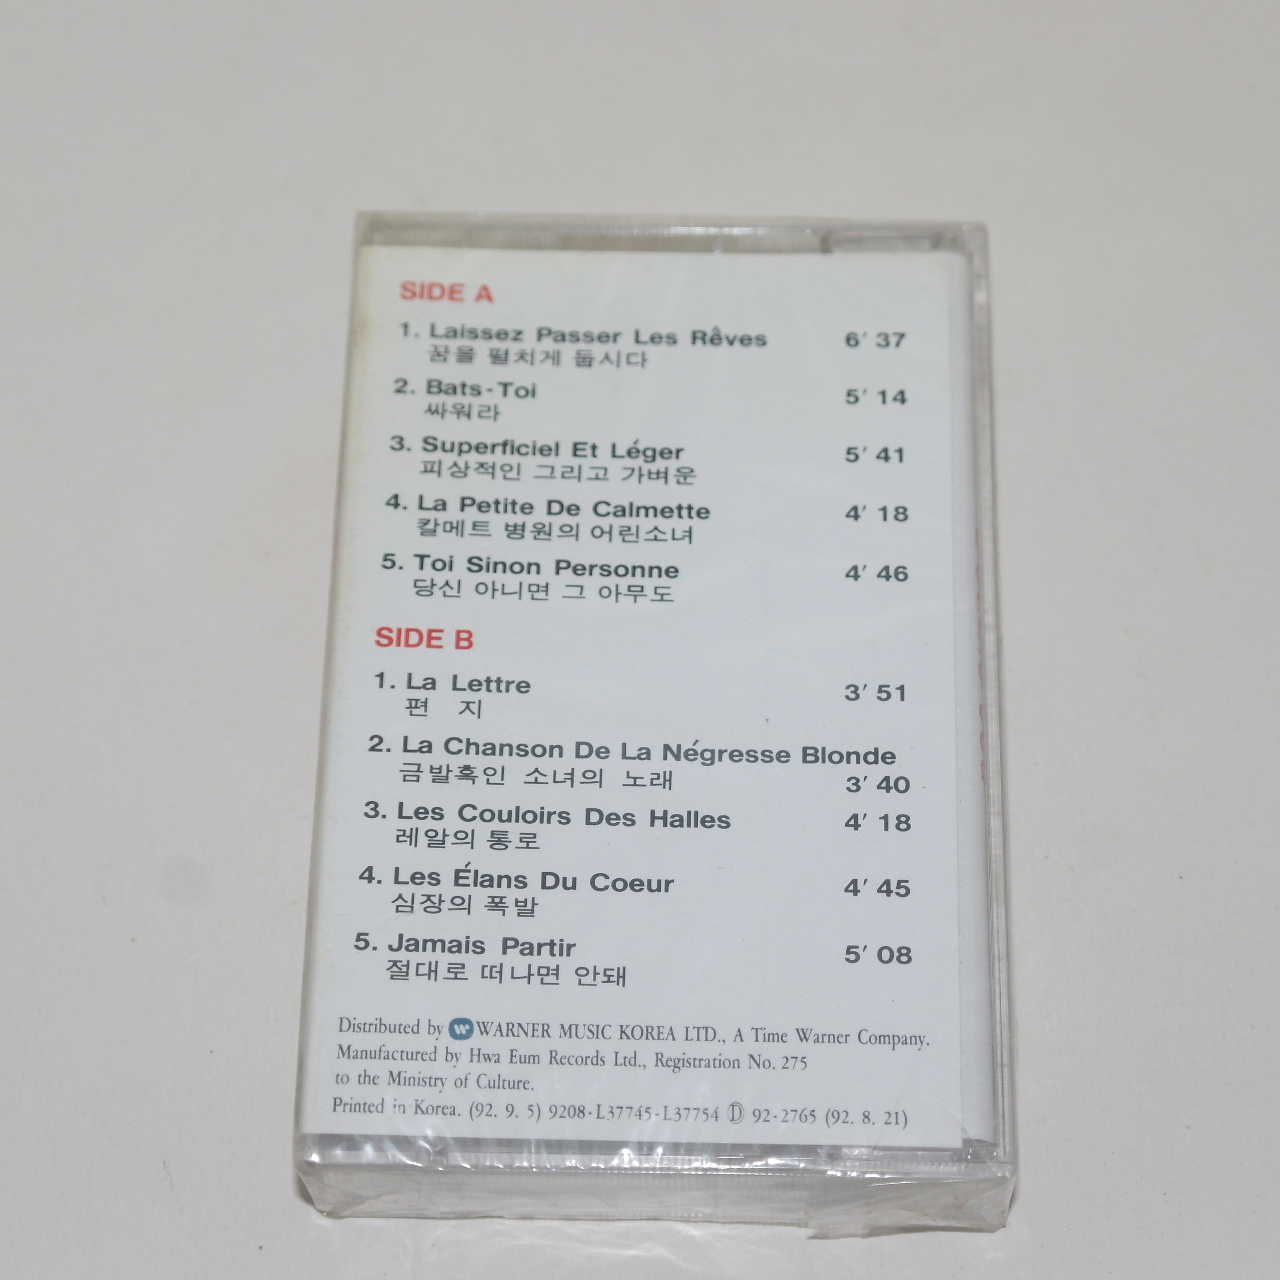 SIDE A
1. Laissez Passer Les Rêves 6′ 37
꿈을 펼치게 둡시다
2. Bats-Toi 5′ 14
싸워라
3. Superficiel Et Léger 5′ 41
피상적인 그리고 가벼운
4. La Petite De Calmette 4′ 18
칼메트 병원의 어린소녀
5. Toi Sinon Personne 4′ 46
당신 아니면 그 아무도
SIDE B
1. La Lettre 3′ 51
편 지
2. La Chanson De La Négresse Blonde
금발흑인 소녀의 노래 3′ 40
3. Les Couloirs Des Halles 4′ 18
레알의 통로
4. Les Élans Du Coeur 4′ 45
심장의 폭발
5. Jamais Partir 5′ 08
절대로 떠나면 안돼
Distributed by WARNER MUSIC KOREA LTD., A Time Warner Company.
Manufactured by Hwa Eum Records Ltd., Registration No. 275
to the Ministry of Culture.
Printed in Korea. (92. 9. 5) 9208-L37745-L37754 Ⓓ 92-2765 (92. 8. 21)